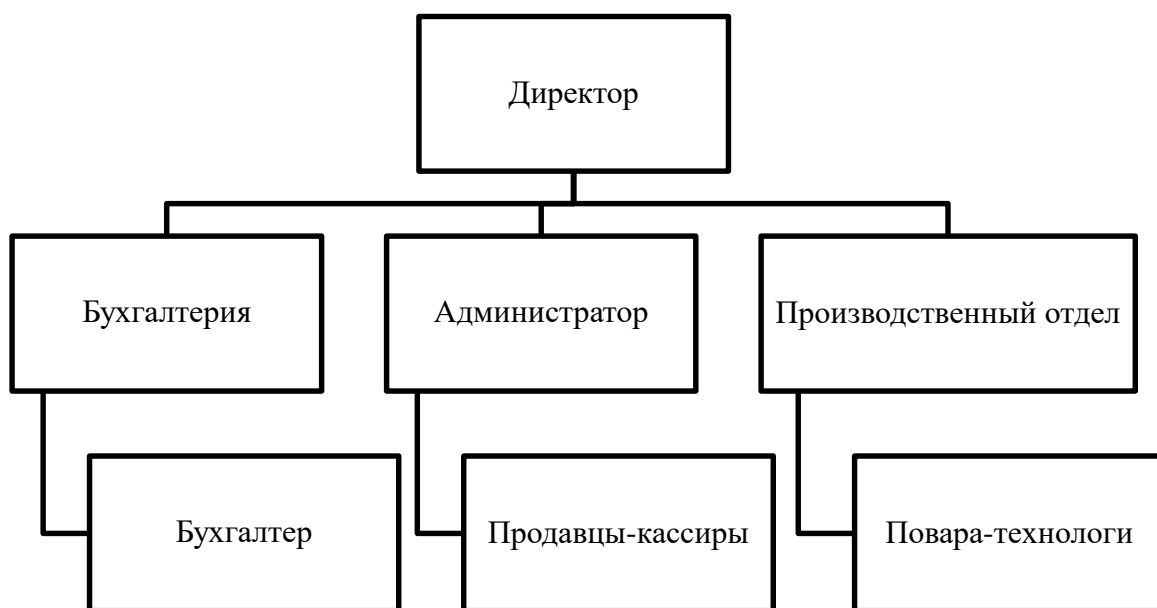 Директор
Бухгалтерия
Администратор
Производственный отдел
Бухгалтер
Продавцы-кассиры
Повара-технологи